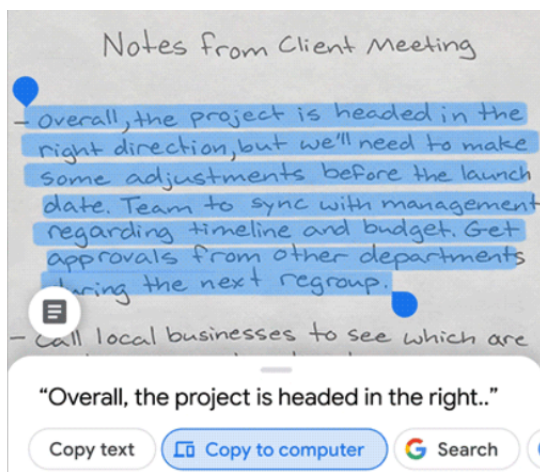 Notes from Client Meeting
- Overall, the project is headed in the
right direction, but we'll need to make
some adjustments before the launch
date. Team to sync with management
regarding timeline and budget. Get
approvals from other departments
during the next regroup.
- Call local businesses to see which are
“Overall, the project is headed in the right..”
Copy text
Copy to computer
G Search